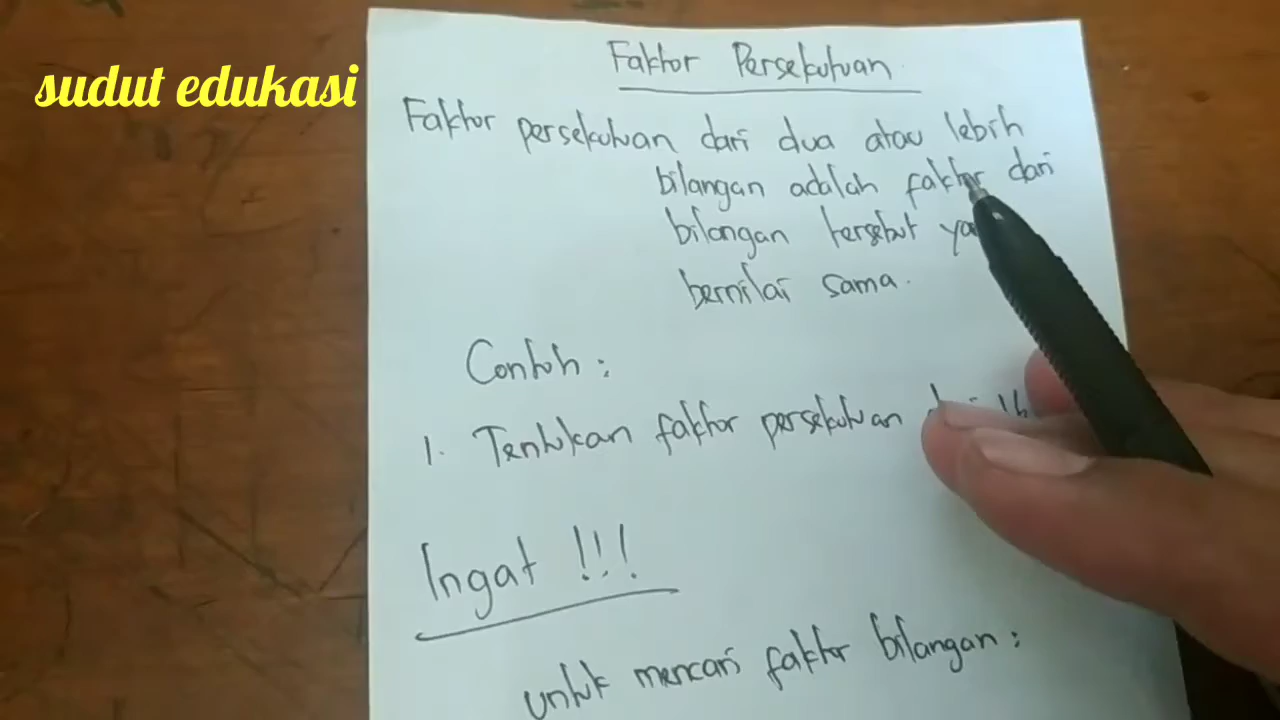 sudut edukasi
Faktor Persekutuan
Faktor persekutuan dari dua atau lebih
bilangan adalah faktor dari
bilangan tersebut
bernilai sama.
Contoh :
1. Tentukan faktor persekutuan
Ingat !!!
untuk mencari faktor bilangan :